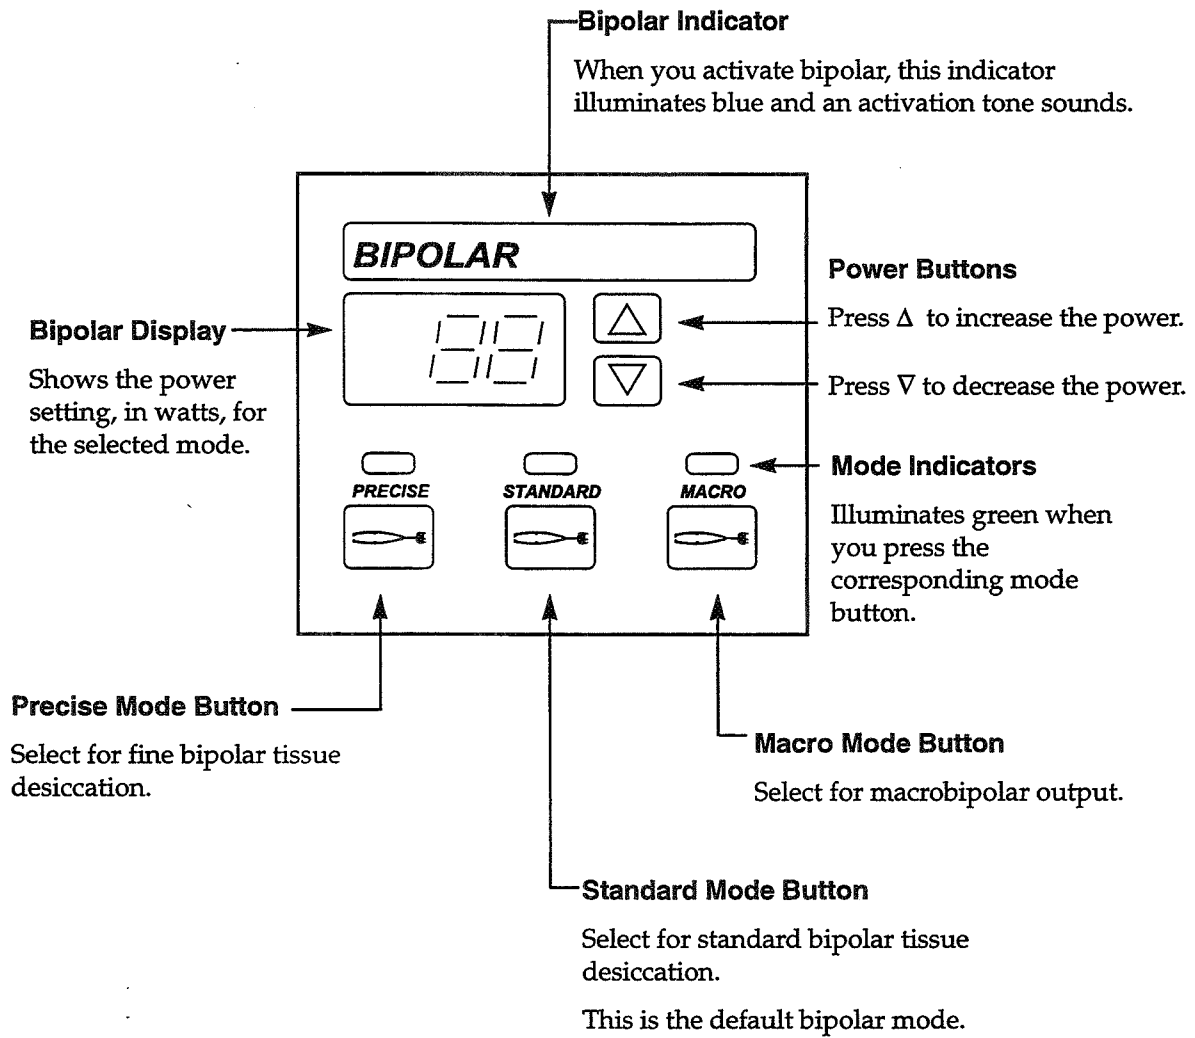 Bipolar Indicator
When you activate bipolar, this indicator
illuminates blue and an activation tone sounds.
BIPOLAR
88
Bipolar Display
Shows the power
setting, in watts, for
the selected mode.
Power Buttons
Press Δ to increase the power.
Press ∇ to decrease the power.
PRECISE
STANDARD
MACRO
Mode Indicators
Illuminates green when
you press the
corresponding mode
button.
Precise Mode Button
Select for fine bipolar tissue
desiccation.
Macro Mode Button
Select for macrobipolar output.
Standard Mode Button
Select for standard bipolar tissue
desiccation.
This is the default bipolar mode.